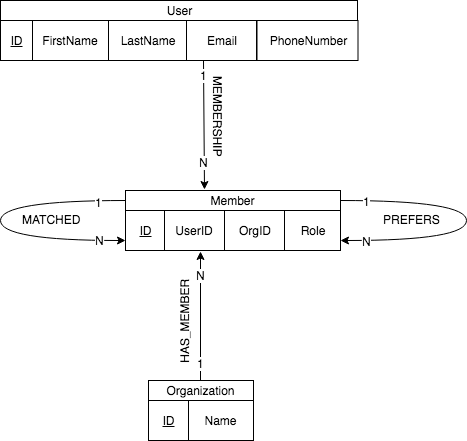 User
ID FirstName LastName Email PhoneNumber
1
MEMBERSHIP
N
Member
ID UserID OrgID Role
1
MATCHED
N
1
PREFERS
N
N
HAS_MEMBER
1
Organization
ID Name